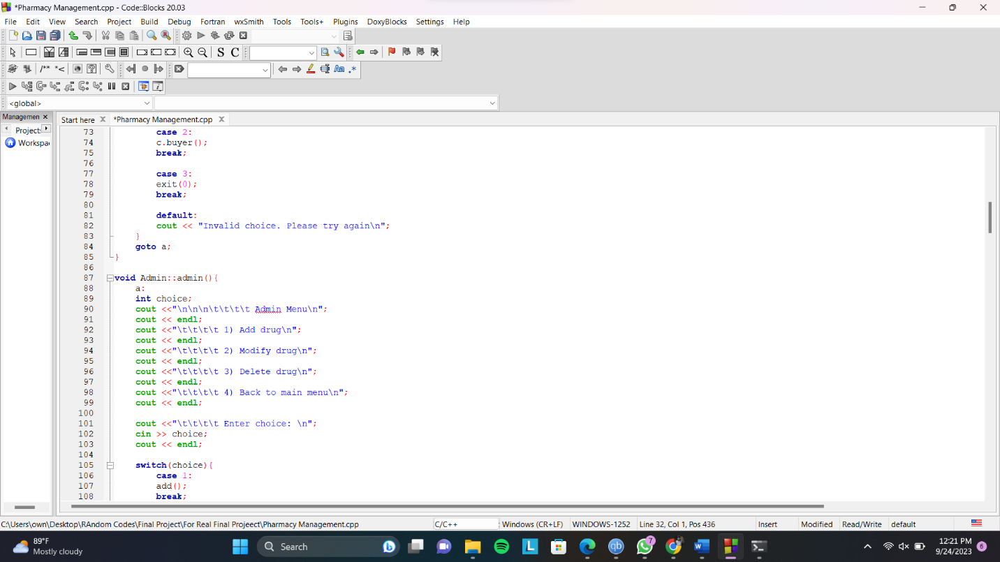 *Pharmacy Management.cpp - Code::Blocks 20.03
File Edit View Search Project Build Debug Fortran wxSmith Tools Tools+ Plugins DoxyBlocks Settings Help
S C
/** *< Aa .*
<global>
Managemen
Start here *Pharmacy Management.cpp
Project:
Workspa
73 case 2:
74 c.buyer();
75 break;
76
77 case 3:
78 exit(0);
79 break;
80
81 default:
82 cout << "Invalid choice. Please try again\n";
83 }
84 goto a;
85 }
86
87 void Admin::admin(){
88 a:
89 int choice;
90 cout <<"\n\n\n\t\t\t\t Admin Menu\n";
91 cout << endl;
92 cout <<"\t\t\t\t 1) Add drug\n";
93 cout << endl;
94 cout <<"\t\t\t\t 2) Modify drug\n";
95 cout << endl;
96 cout <<"\t\t\t\t 3) Delete drug\n";
97 cout << endl;
98 cout <<"\t\t\t\t 4) Back to main menu\n";
99 cout << endl;
100
101 cout <<"\t\t\t\t Enter choice: \n";
102 cin >> choice;
103 cout << endl;
104
105 switch(choice){
106 case 1:
107 add();
108 break;
C:\Users\own\Desktop\RAndom Codes\Final Project\For Real Final Projeect\Pharmacy Management.cpp C/C++ Windows (CR+LF) WINDOWS-1252 Line 32, Col 1, Pos 436 Insert Modified Read/Write default
89°F
Mostly cloudy
Search
L
qb
7
12:21 PM
9/24/2023
6